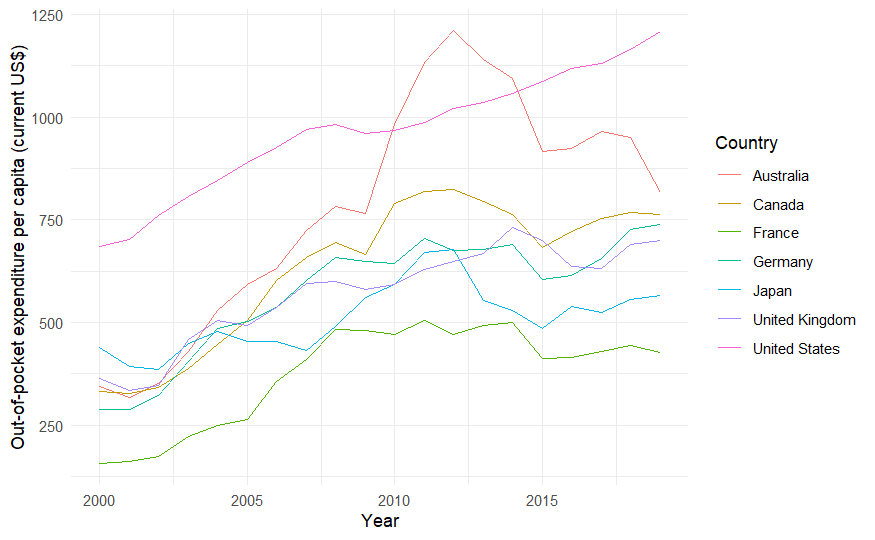 1250
1000
750
500
250
Out-of-pocket expenditure per capita (current US$)
2000
2005
2010
2015
Year
Country
Australia
Canada
France
Germany
Japan
United Kingdom
United States